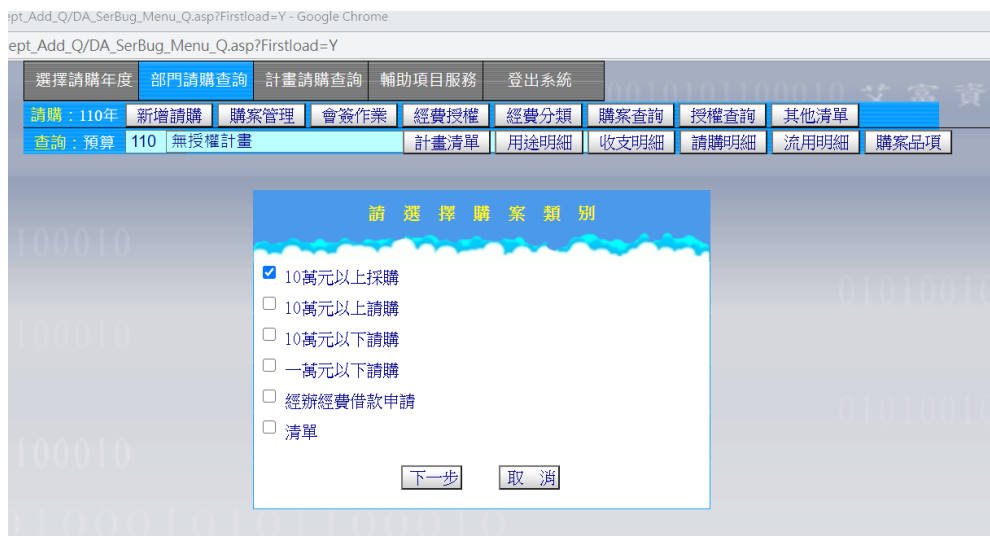 ept_Add_Q/DA_SerBug_Menu_Q.asp?Firstload=Y - Google Chrome
ept_Add_Q/DA_SerBug_Menu_Q.asp?Firstload=Y
選擇請購年度 部門請購查詢 計畫請購查詢 輔助項目服務 登出系統
請購：110年 新增請購 購案管理 會簽作業 經費授權 經費分類 購案查詢 授權查詢 其他清單
查詢：預算 110 無授權計畫 計畫清單 用途明細 收支明細 請購明細 流用明細 購案品項
艾富資
請選擇購案類別
100010
10萬元以上採購
0101001
10萬元以上請購
100010
10萬元以下請購
一萬元以下請購
經辦經費借款申請
0101001
清單
100010
下一步 取 消